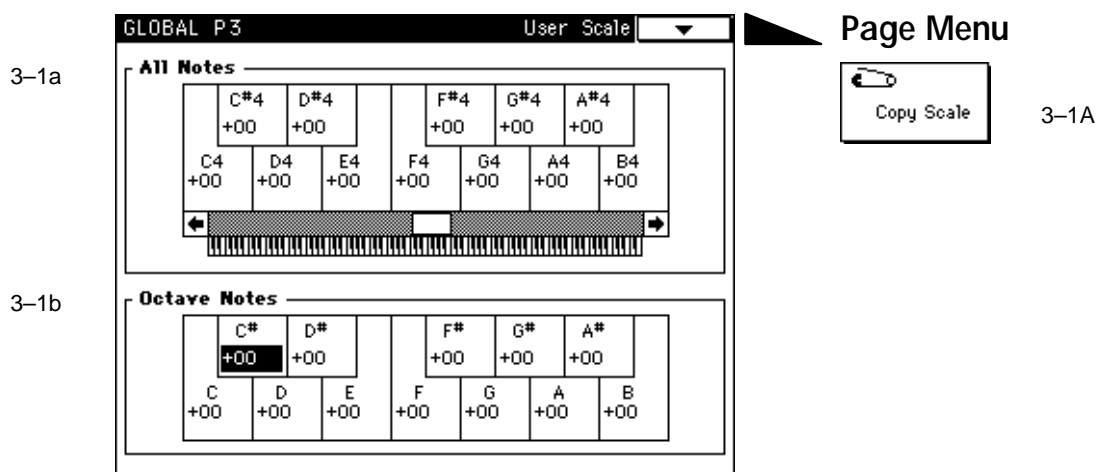 GLOBAL P3 User Scale
Page Menu
3–1a
All Notes
C#4 D#4 F#4 G#4 A#4
+00 +00 +00 +00 +00
C4 D4 E4 F4 G4 A4 B4
+00 +00 +00 +00 +00 +00 +00
Copy Scale
3–1A
3–1b
Octave Notes
C# D# F# G# A#
+00 +00 +00 +00 +00
C D E F G A B
+00 +00 +00 +00 +00 +00 +00